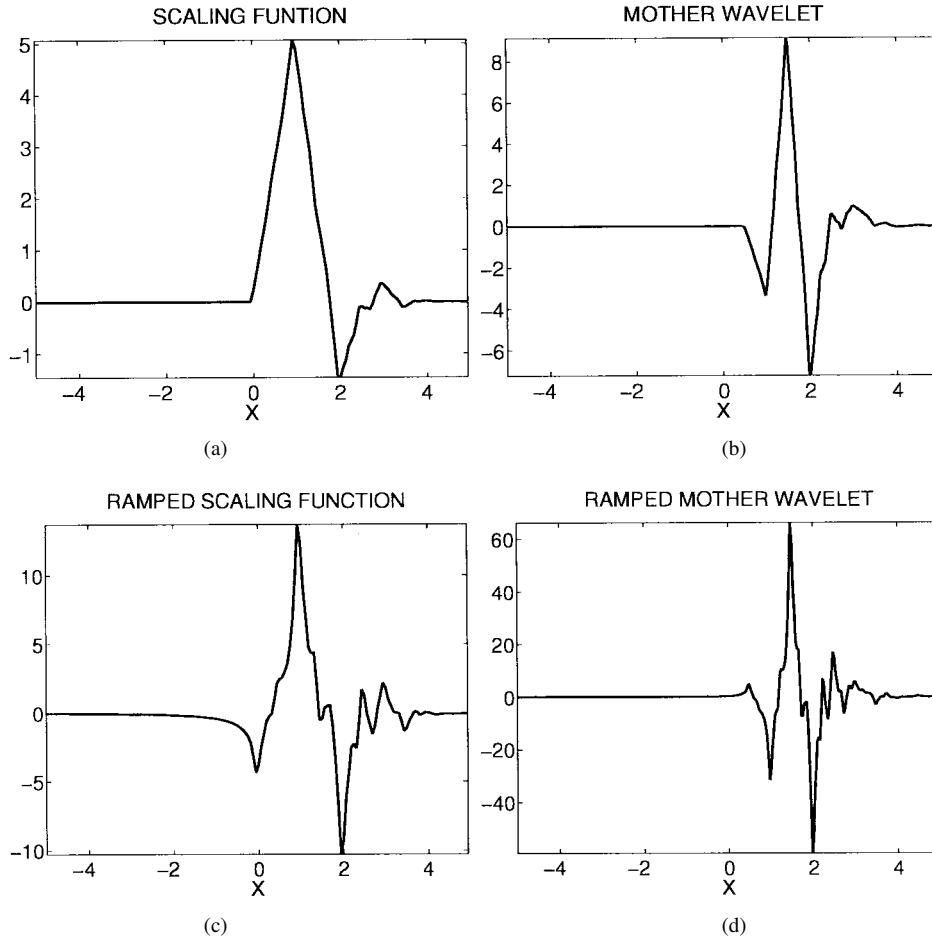 SCALING FUNTION
5
4
3
2
1
0
−1
−4 −2 0 2 4
X
(a)
MOTHER WAVELET
8
6
4
2
0
−2
−4
−6
−4 −2 0 2 4
X
(b)
RAMPED SCALING FUNCTION
10
5
0
−5
−10
−4 −2 0 2 4
X
(c)
RAMPED MOTHER WAVELET
60
40
20
0
−20
−40
−4 −2 0 2 4
X
(d)